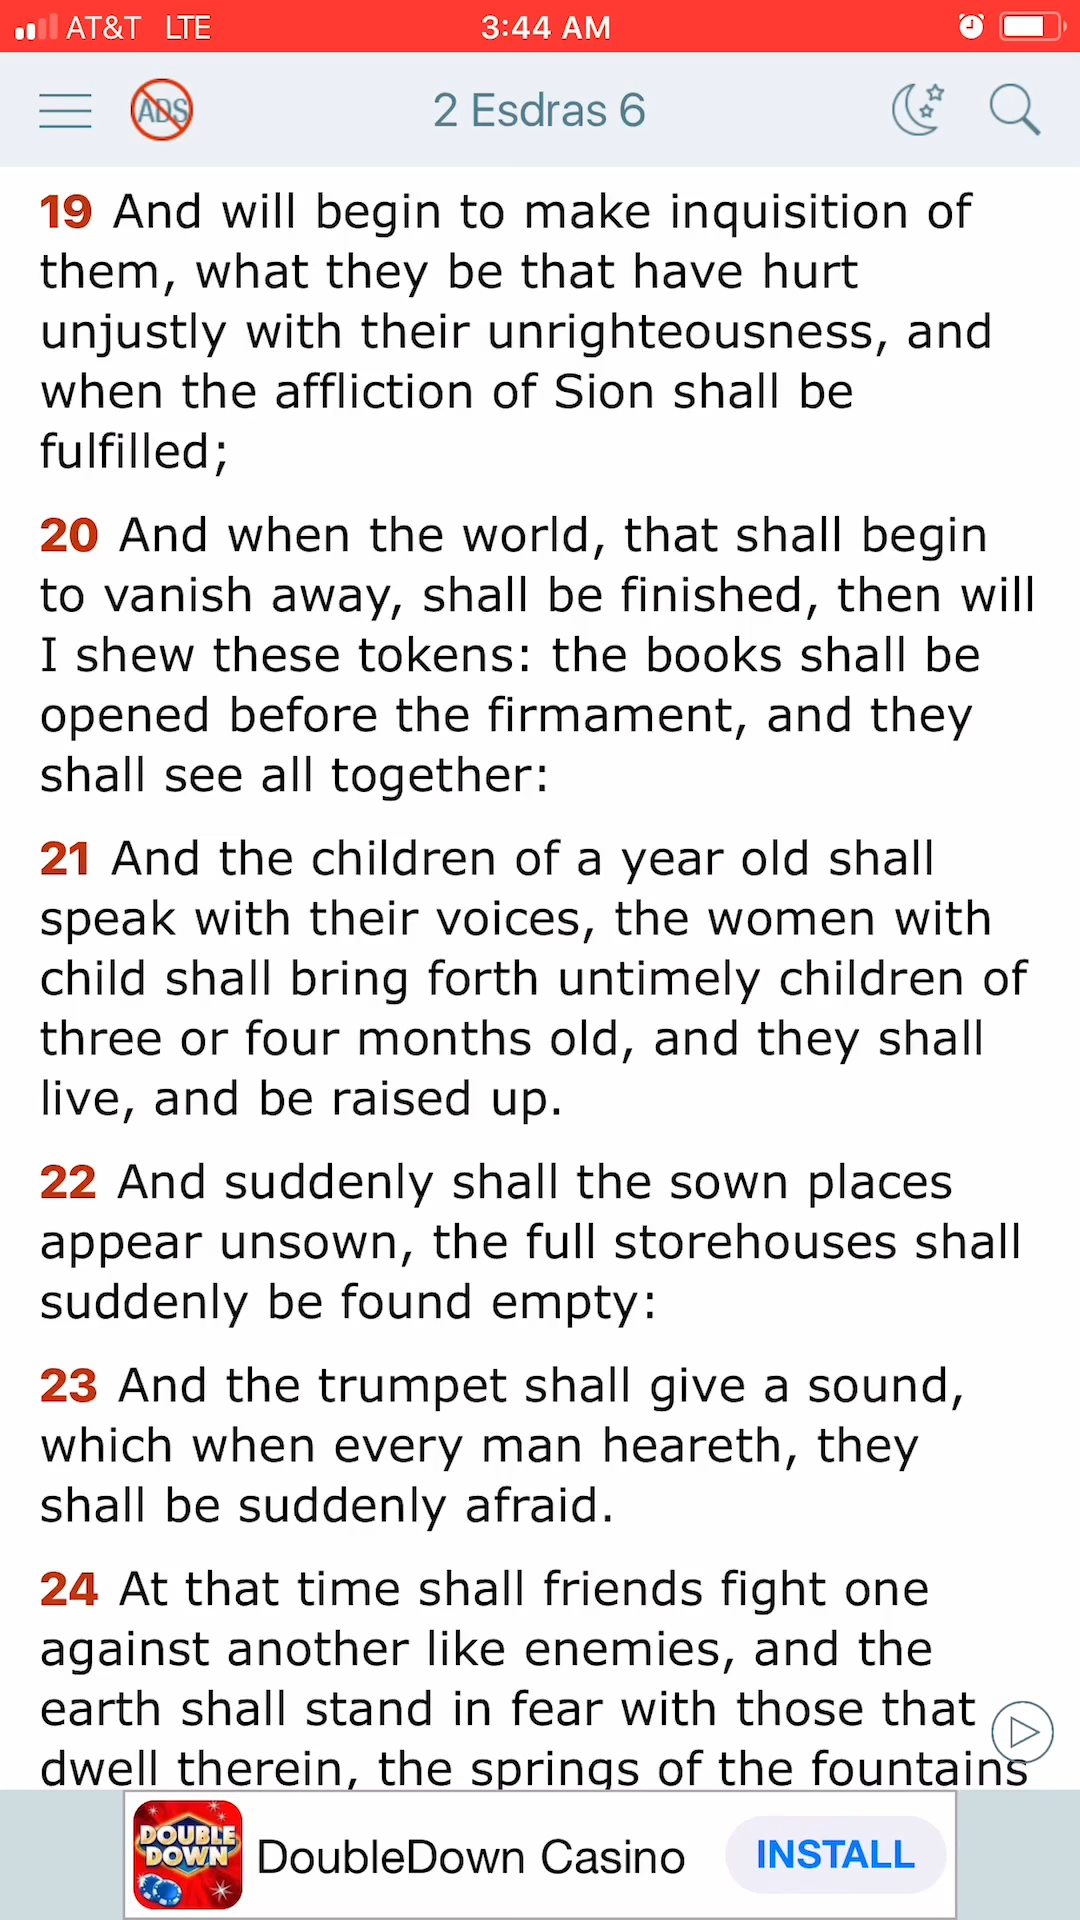 AT&T LTE 3:44 AM
ADS 2 Esdras 6
19 And will begin to make inquisition of
them, what they be that have hurt
unjustly with their unrighteousness, and
when the affliction of Sion shall be
fulfilled;
20 And when the world, that shall begin
to vanish away, shall be finished, then will
I shew these tokens: the books shall be
opened before the firmament, and they
shall see all together:
21 And the children of a year old shall
speak with their voices, the women with
child shall bring forth untimely children of
three or four months old, and they shall
live, and be raised up.
22 And suddenly shall the sown places
appear unsown, the full storehouses shall
suddenly be found empty:
23 And the trumpet shall give a sound,
which when every man heareth, they
shall be suddenly afraid.
24 At that time shall friends fight one
against another like enemies, and the
earth shall stand in fear with those that
dwell therein, the springs of the fountains
DOUBLE
DOWN
DoubleDown Casino INSTALL